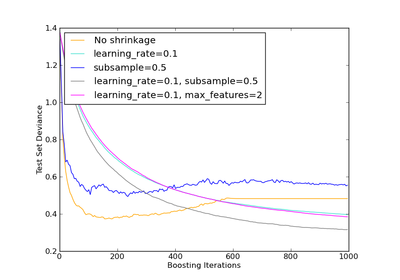 1.4
1.2
1.0
0.8
0.6
0.4
0.2
Test Set Deviance
No shrinkage
learning_rate=0.1
subsample=0.5
learning_rate=0.1, subsample=0.5
learning_rate=0.1, max_features=2
0 200 400 600 800 1000
Boosting Iterations